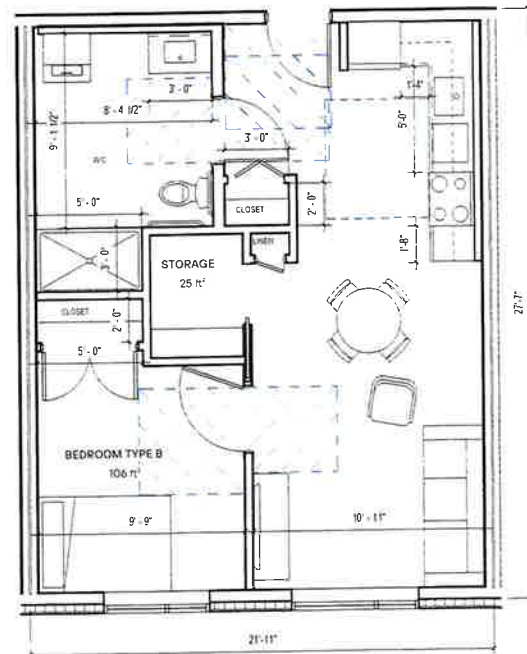 3'-0"
8'-4 1/2"
9'-1 1/2"
W/C
5'-0"
3'-0"
CLOSET
2'-0"
1'-4"
5'-0"
1'-8"
LINEN
STORAGE
25 ft²
3'-0"
CLOSET
2'-0"
5'-0"
BEDROOM TYPE B
106 ft²
9'-9"
10'-11"
27'-7"
21'-11"